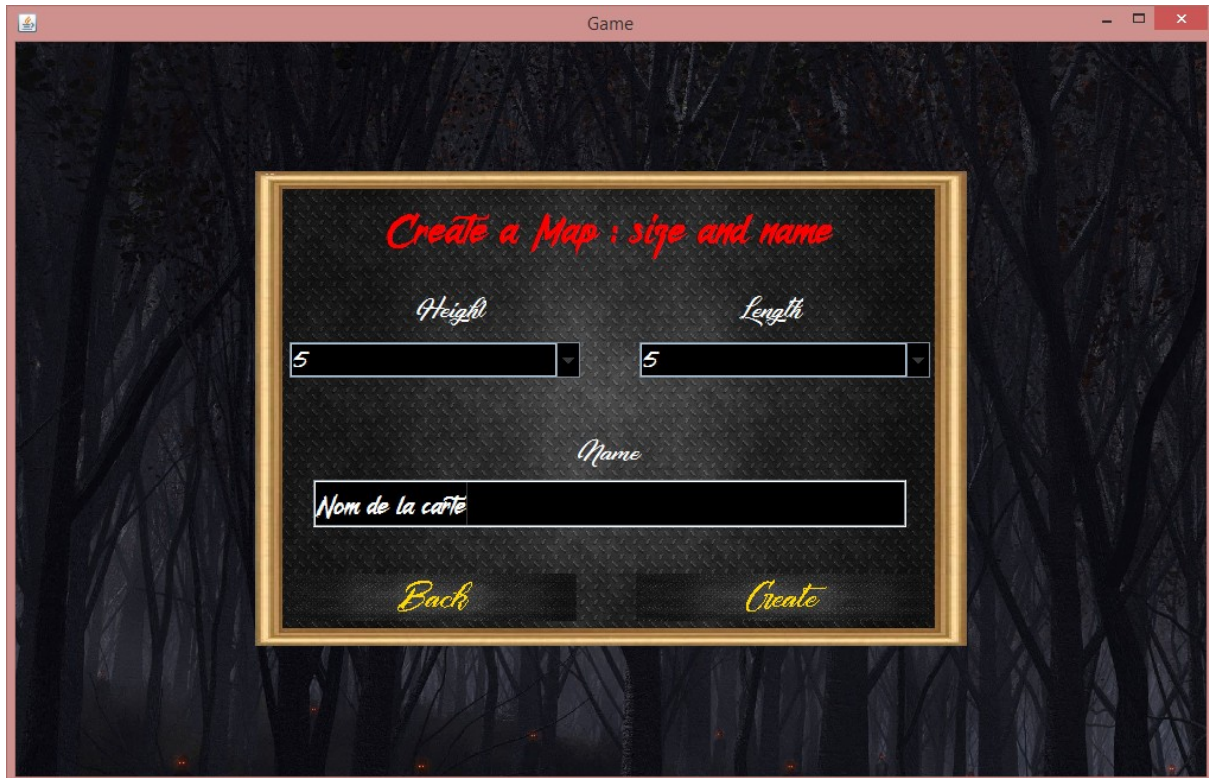 Game
Create a Map : size and name
Height Length
5 5
Name
Nom de la carte
Back Create